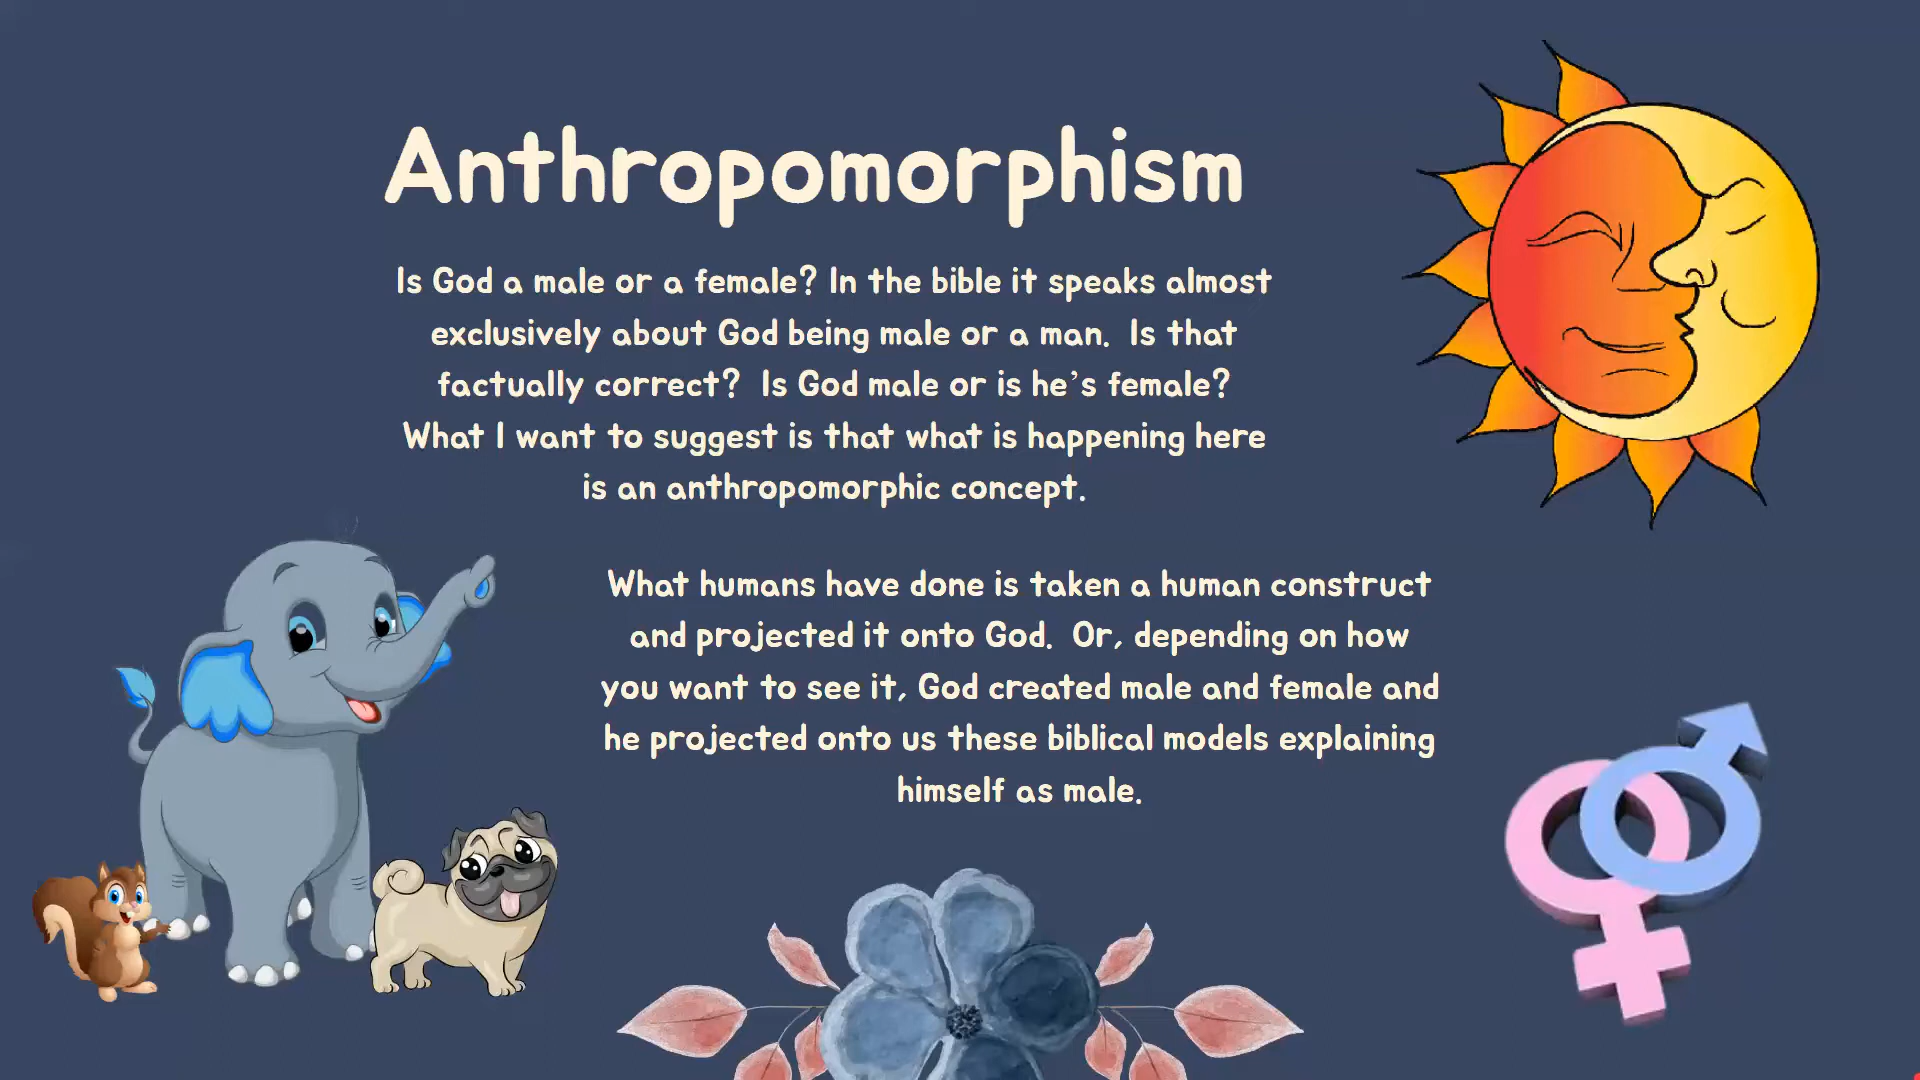 Anthropomorphism
Is God a male or a female? In the bible it speaks almost
exclusively about God being male or a man.  Is that
factually correct?  Is God male or is he's female?
What I want to suggest is that what is happening here
is an anthropomorphic concept.
What humans have done is taken a human construct
and projected it onto God.  Or, depending on how
you want to see it, God created male and female and
he projected onto us these biblical models explaining
himself as male.